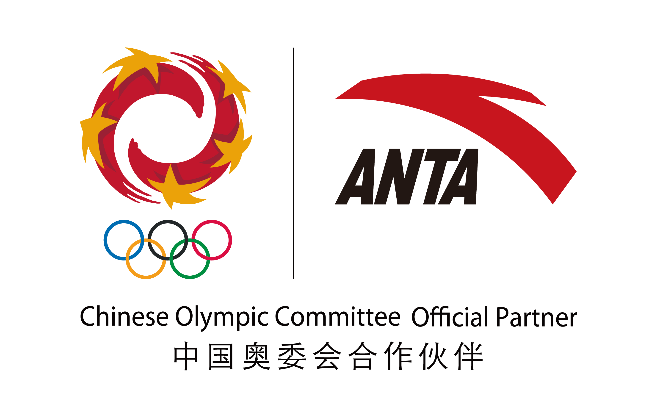 ANTA
Chinese Olympic Committee Official Partner
中国奥委会合作伙伴